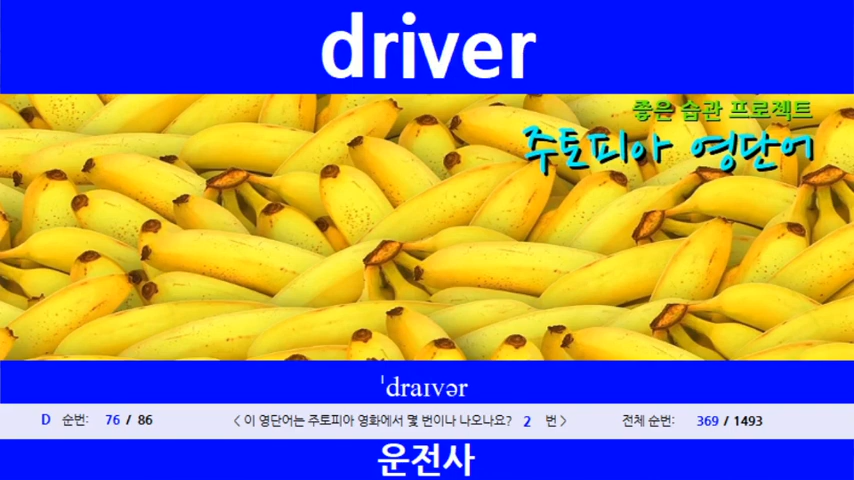 driver
좋은 습관 프로젝트
주토피아 영단어
ˈdraɪvər
D 순번: 76 / 86 < 이 영단어는 주토피아 영화에서 몇 번이나 나오나요? 2 번 > 전체 순번: 369 / 1493
운전사